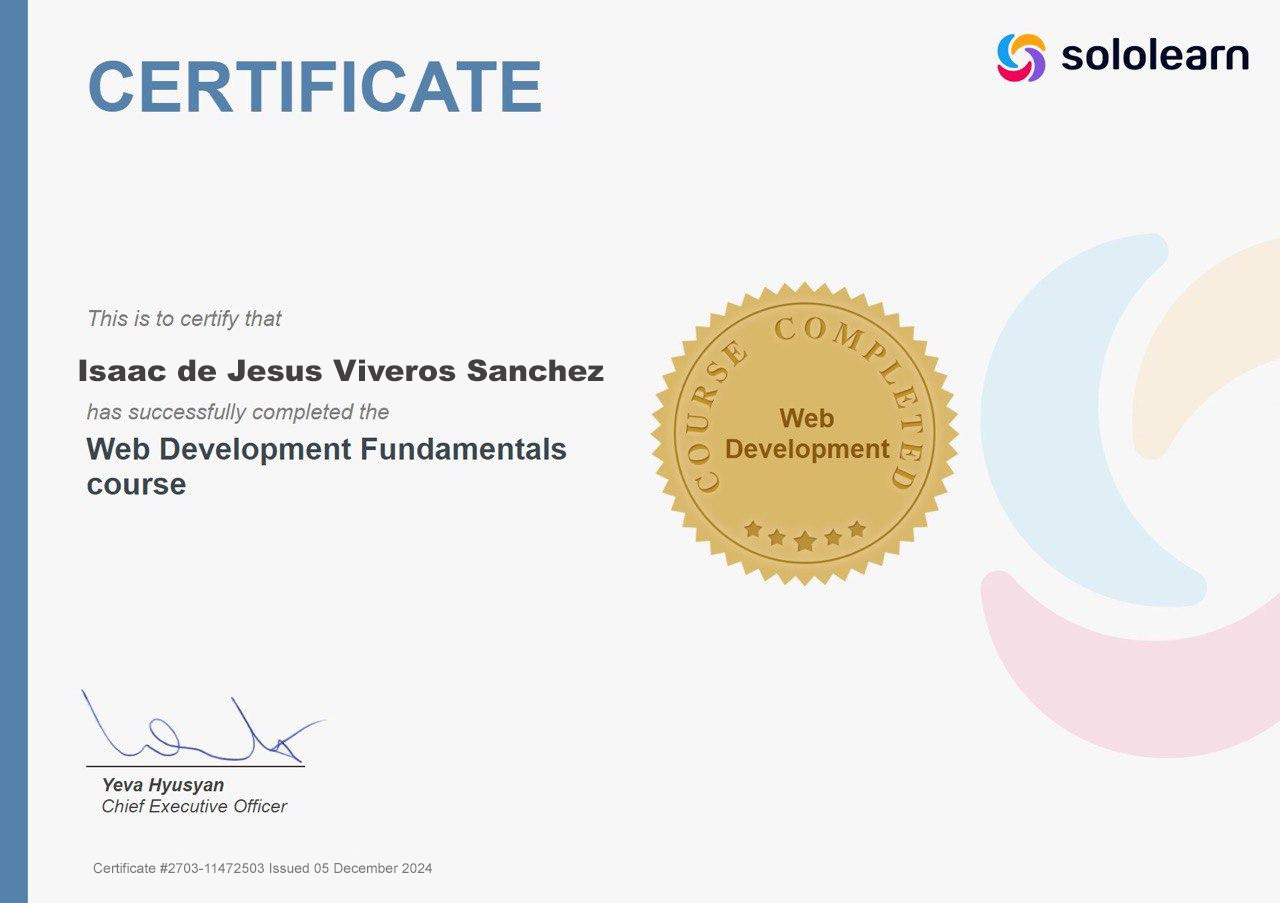 CERTIFICATE
sololearn
This is to certify that
Isaac de Jesus Viveros Sanchez
has successfully completed the
Web Development Fundamentals
course
COURSE COMPLETED
Web
Development
Yeva Hyusyan
Chief Executive Officer
Certificate #2703-11472503 Issued 05 December 2024